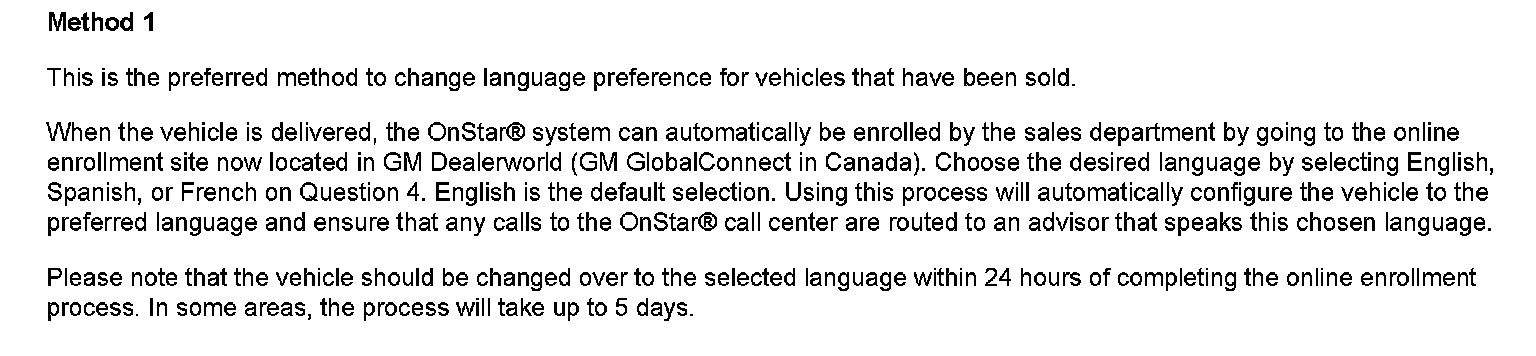 Method 1
This is the preferred method to change language preference for vehicles that have been sold.
When the vehicle is delivered, the OnStar® system can automatically be enrolled by the sales department by going to the online
enrollment site now located in GM Dealerworld (GM GlobalConnect in Canada). Choose the desired language by selecting English,
Spanish, or French on Question 4. English is the default selection. Using this process will automatically configure the vehicle to the
preferred language and ensure that any calls to the OnStar® call center are routed to an advisor that speaks this chosen language.
Please note that the vehicle should be changed over to the selected language within 24 hours of completing the online enrollment
process. In some areas, the process will take up to 5 days.